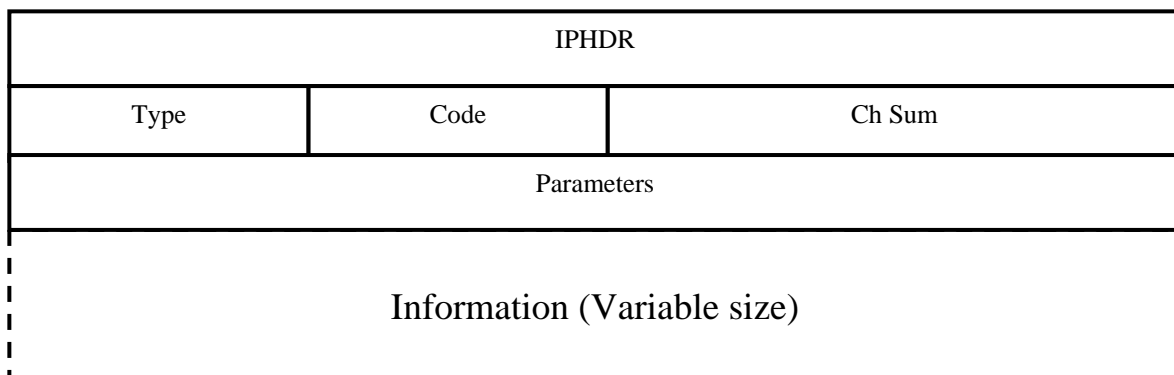 IPHDR
Type Code Ch Sum
Parameters
Information (Variable size)